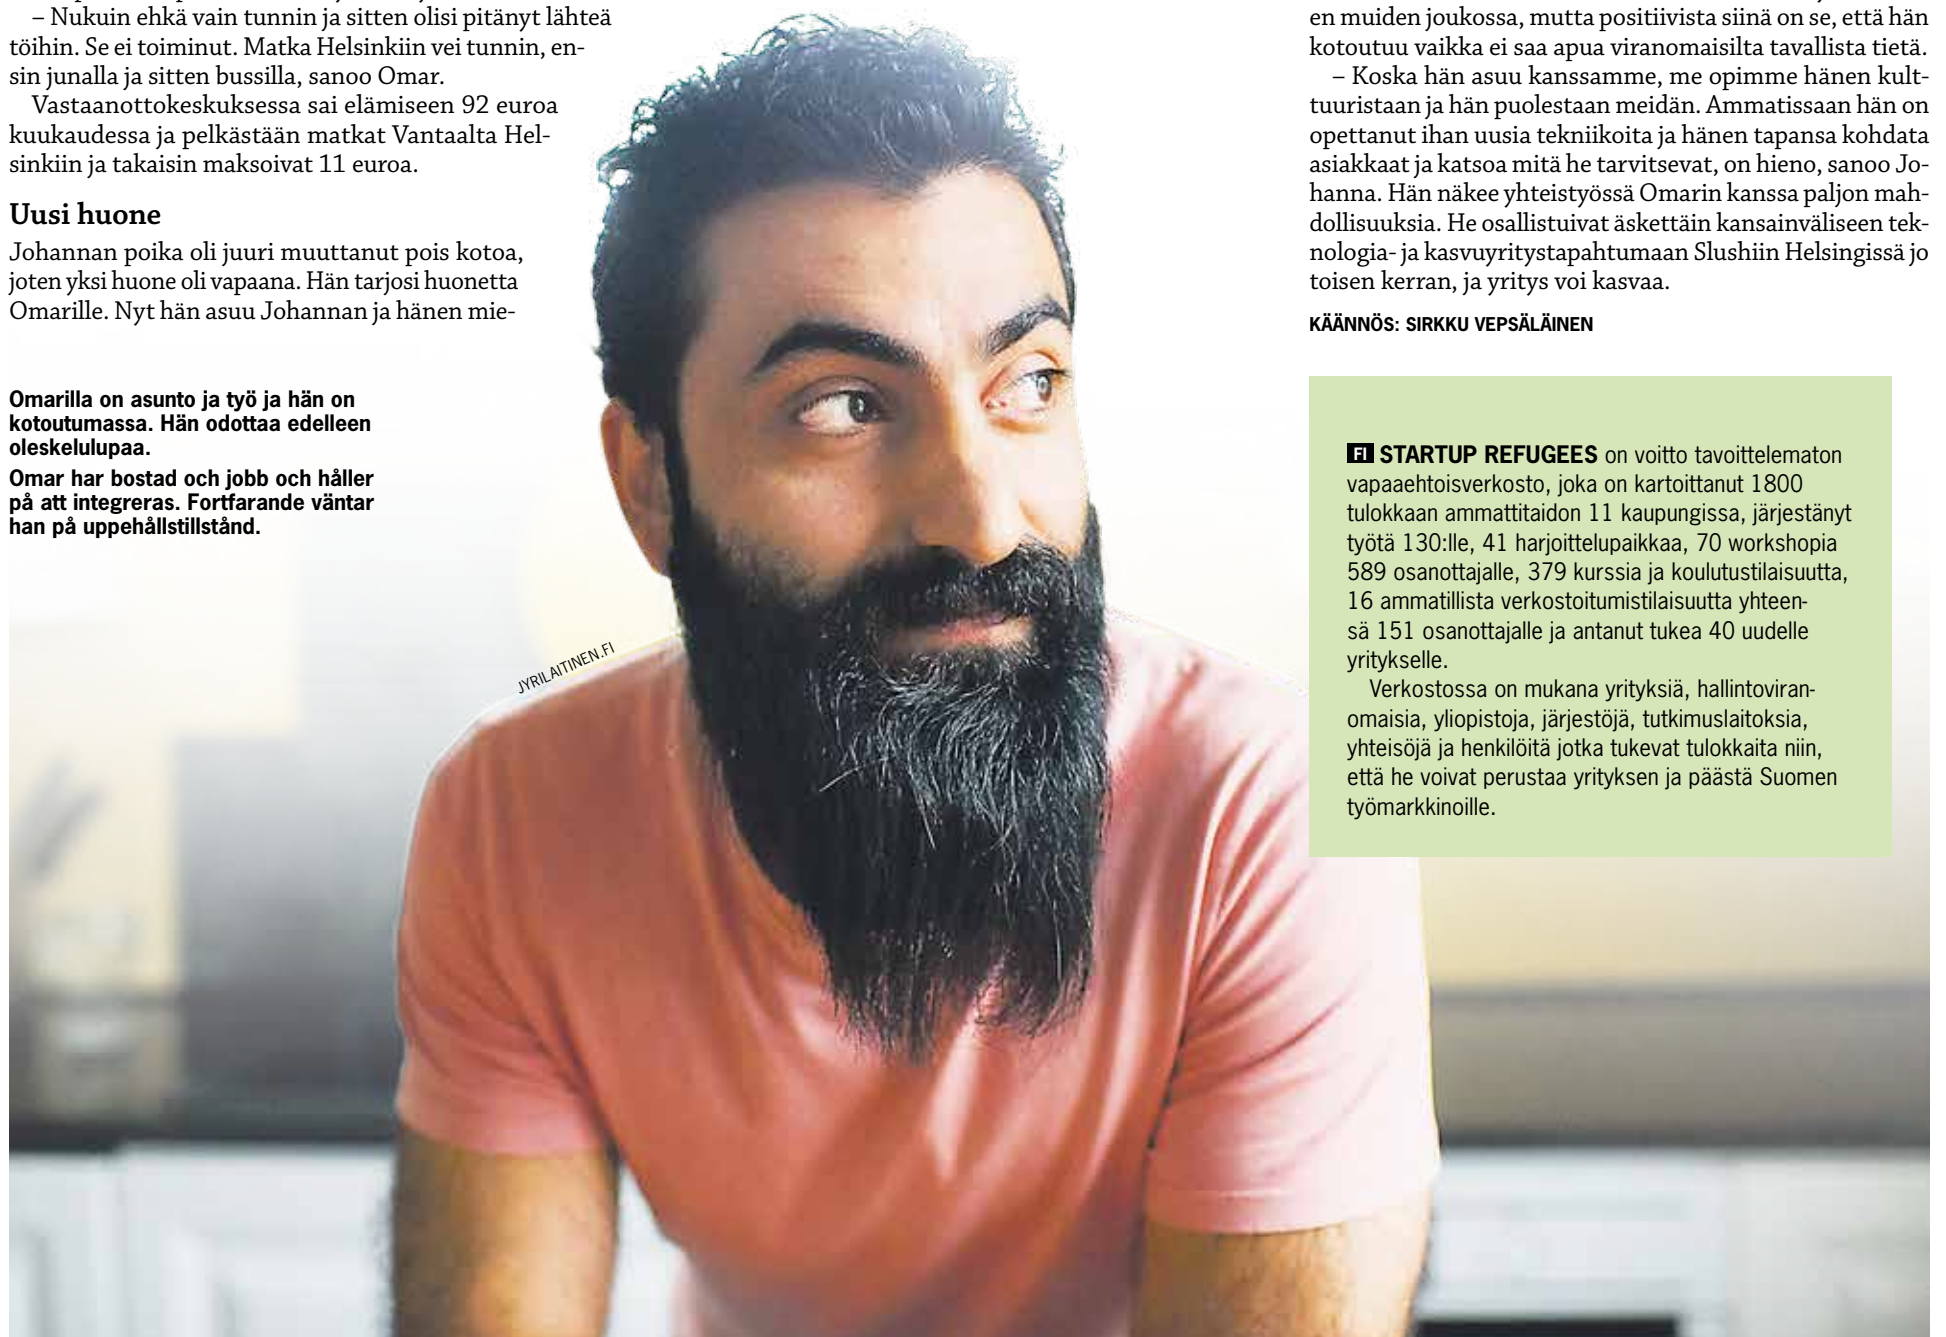 – Nukuin ehkä vain tunnin ja sitten olisi pitänyt lähteä
töihin. Se ei toiminut. Matka Helsinkiin vei tunnin, en-
sin junalla ja sitten bussilla, sanoo Omar.
Vastaanottokeskuksessa sai elämiseen 92 euroa
kuukaudessa ja pelkästään matkat Vantaalta Hel-
sinkiin ja takaisin maksoivat 11 euroa.
Uusi huone
Johannan poika oli juuri muuttanut pois kotoa,
joten yksi huone oli vapaana. Hän tarjosi huonetta
Omarille. Nyt hän asuu Johannan ja hänen mie-
Omarilla on asunto ja työ ja hän on
kotoutumassa. Hän odottaa edelleen
oleskelulupaa.
Omar har bostad och jobb och håller
på att integreras. Fortfarande väntar
han på uppehållstillstånd.
JYRILAITINEN.FI
en muiden joukossa, mutta positiivista siinä on se, että hän
kotoutuu vaikka ei saa apua viranomaisilta tavallista tietä.
– Koska hän asuu kanssamme, me opimme hänen kult-
tuuristaan ja hän puolestaan meidän. Ammatissaan hän on
opettanut ihan uusia tekniikoita ja hänen tapansa kohdata
asiakkaat ja katsoa mitä he tarvitsevat, on hieno, sanoo Jo-
hanna. Hän näkee yhteistyössä Omarin kanssa paljon mah-
dollisuuksia. He osallistuivat äskettäin kansainväliseen tek-
nologia- ja kasvuyritystapahtumaan Slushiin Helsingissä jo
toisen kerran, ja yritys voi kasvaa.
KÄÄNNÖS: SIRKKU VEPSÄLÄINEN
FI STARTUP REFUGEES on voitto tavoittelematon
vapaaehtoisverkosto, joka on kartoittanut 1800
tulokkaan ammattitaidon 11 kaupungissa, järjestänyt
työtä 130:lle, 41 harjoittelupaikkaa, 70 workshopia
589 osanottajalle, 379 kurssia ja koulutustilaisuutta,
16 ammatillista verkostoitumistilaisuutta yhteen-
sä 151 osanottajalle ja antanut tukea 40 uudelle
yritykselle.
Verkostossa on mukana yrityksiä, hallintoviran-
omaisia, yliopistoja, järjestöjä, tutkimuslaitoksia,
yhteisöjä ja henkilöitä jotka tukevat tulokkaita niin,
että he voivat perustaa yrityksen ja päästä Suomen
työmarkkinoille.